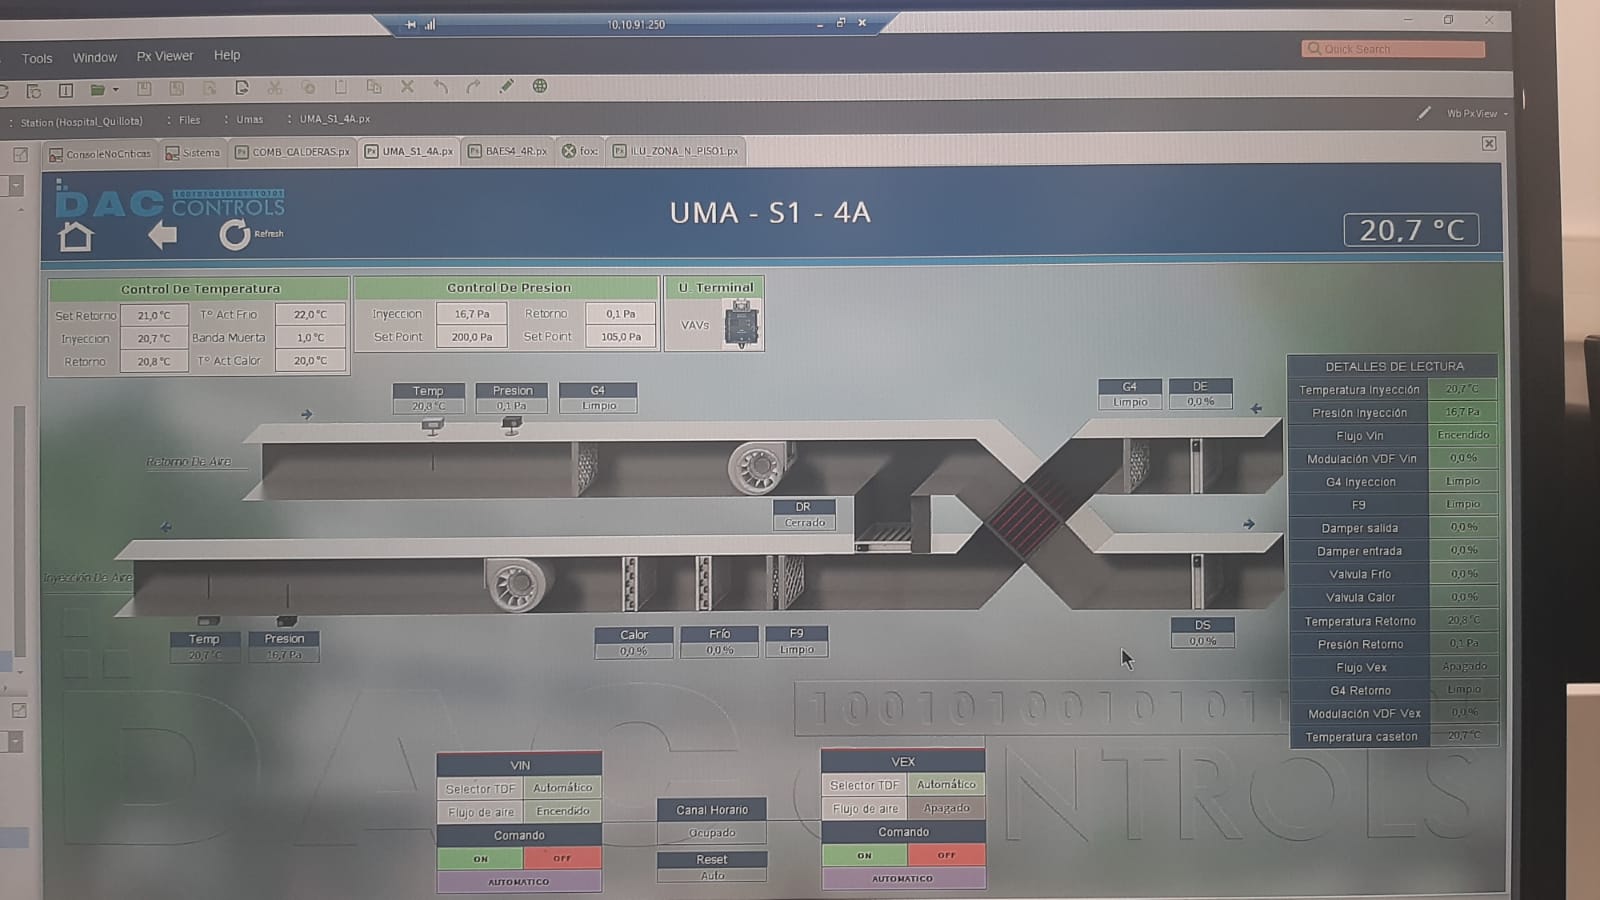 10.10.91.250
Tools Window Px Viewer Help
Quick Search
: Station (Hospital_Quillota) : Files : Umas : UMA_S1_4A.px
Wb PxView
ConsoleNoCriticas Sistema COMB_CALDERAS.px UMA_S1_4A.px BAES4_4R.px fox: ILU_ZONA_N_PISO1.px
DAC CONTROLS
Refresh
UMA - S1 - 4A
20,7 °C
Control De Temperatura
Set Retorno 21,0 °C Tº Act Frio 22,0 °C
Inyeccion 20,7 °C Banda Muerta 1,0 °C
Retorno 20,8 °C Tº Act Calor 20,0 °C
Control De Presion
Inyeccion 16,7 Pa Retorno 0,1 Pa
Set Point 200,0 Pa Set Point 105,0 Pa
U. Terminal
VAVs
Temp
20,8 °C
Presion
0,1 Pa
G4
Limpio
G4
Limpio
DE
0,0 %
Retorno De Aire
DR
Cerrado
Inyección De Aire
Temp
20,7 °C
Presion
16,7 Pa
Calor
0,0 %
Frío
0,0 %
F9
Limpio
DS
0,0 %
DETALLES DE LECTURA
Temperatura Inyección 20,7 °C
Presión Inyección 16,7 Pa
Flujo Vin Encendido
Modulación VDF Vin 0,0 %
G4 Inyeccion Limpio
F9 Limpio
Damper salida 0,0 %
Damper entrada 0,0 %
Valvula Frío 0,0 %
Valvula Calor 0,0 %
Temperatura Retorno 20,8 °C
Presión Retorno 0,1 Pa
Flujo Vex Apagado
G4 Retorno Limpio
Modulación VDF Vex 0,0 %
Temperatura caseton 20,7 °C
VIN
Selector TDF Automático
Flujo de aire Encendido
Comando
ON OFF
AUTOMATICO
Canal Horario
Ocupado
Reset
Auto
VEX
Selector TDF Automático
Flujo de aire Apagado
Comando
ON OFF
AUTOMATICO